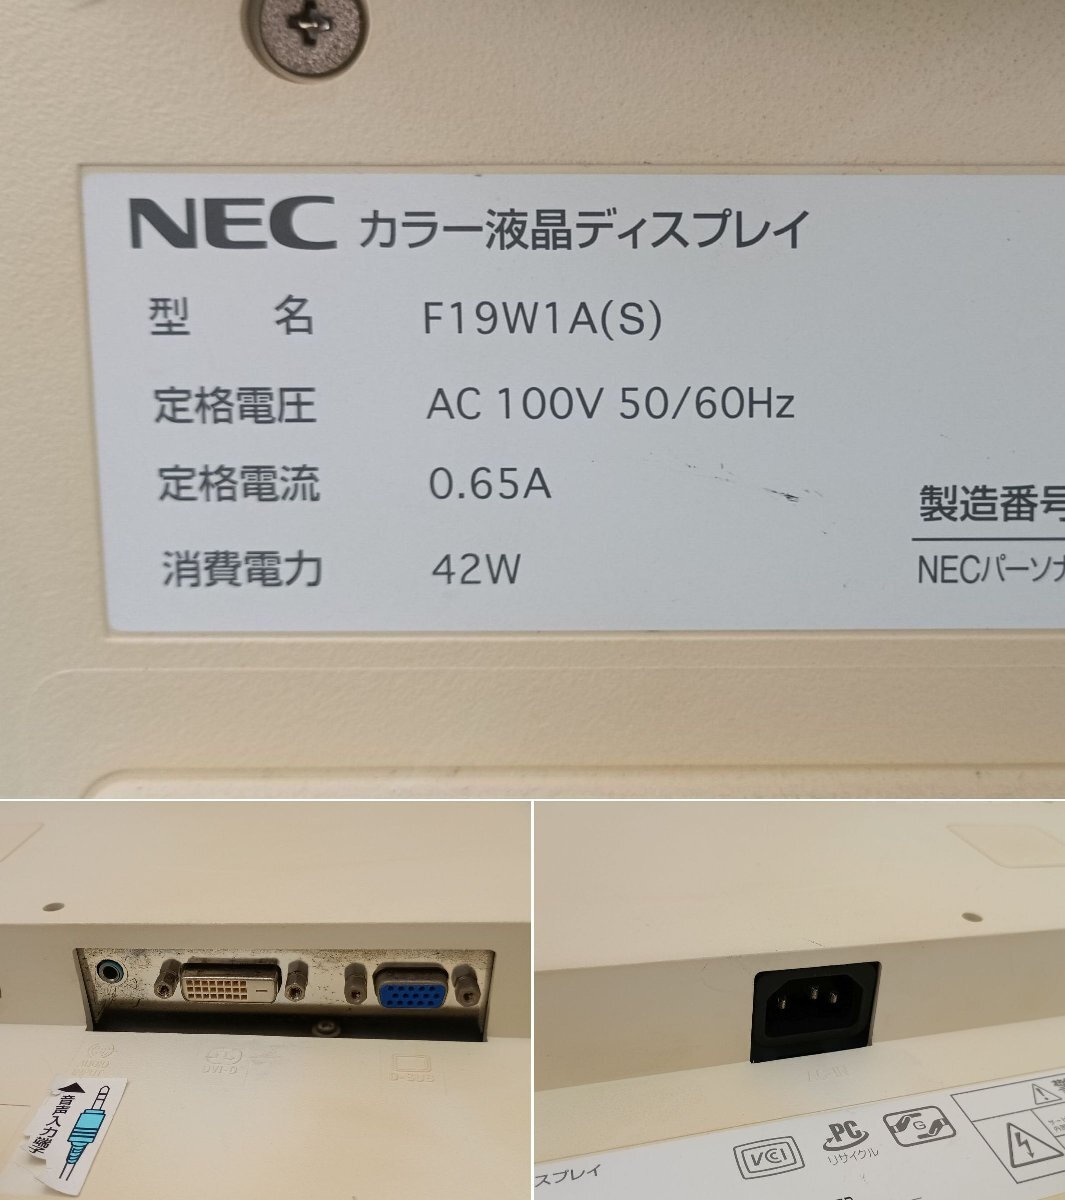 NEC カラー液晶ディスプレイ
型 名 F19W1A(S)
定格電圧 AC 100V 50/60Hz
定格電流 0.65A
消費電力 42W
製造番号
NECパーソナ
DVI-D
D-SUB
音声入力端子
AC-IN
VCCI
PC
リサイクル
G
スプレイ